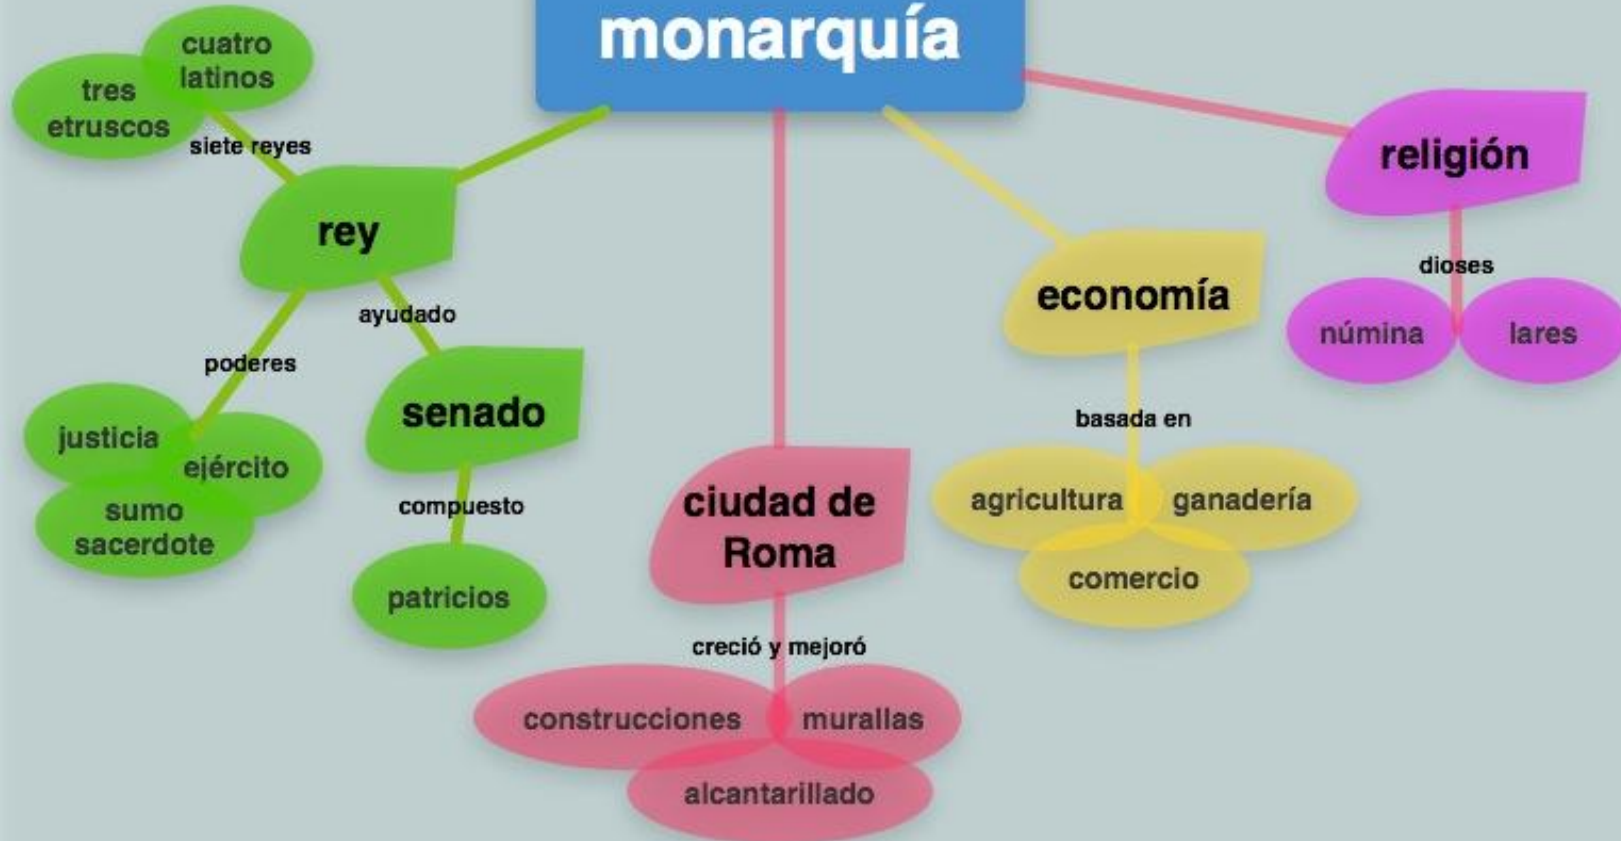 monarquía
cuatro
latinos
tres
etruscos
siete reyes
rey
ayudado
poderes
justicia
ejército
sumo
sacerdote
senado
compuesto
patricios
ciudad de
Roma
creció y mejoró
construcciones
murallas
alcantarillado
economía
basada en
agricultura
ganadería
comercio
religión
dioses
númina
lares